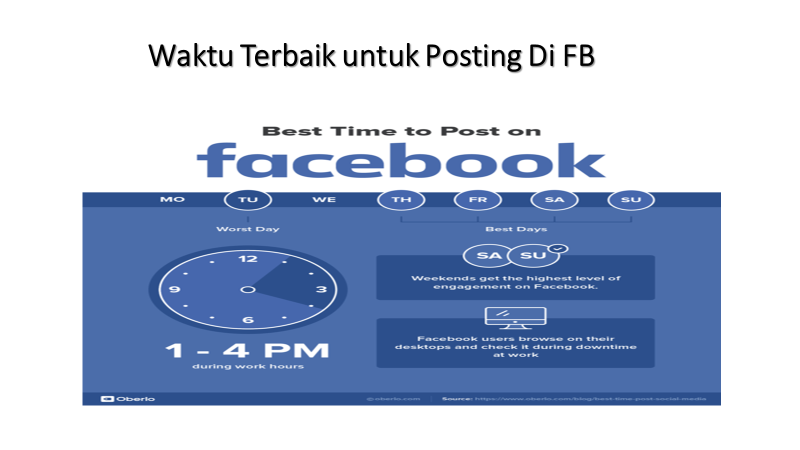 Waktu Terbaik untuk Posting Di FB
Best Time to Post on
facebook
MO TU WE TH FR SA SU
Worst Day
Best Days
12
3
6
9
1 - 4 PM
during work hours
SA SU
Weekends get the highest level of
engagement on Facebook.
Facebook users browse on their
desktops and check it during downtime
at work
Oberlo
©oberlo.com
Source: https://www.oberlo.com/blog/best-time-post-social-media